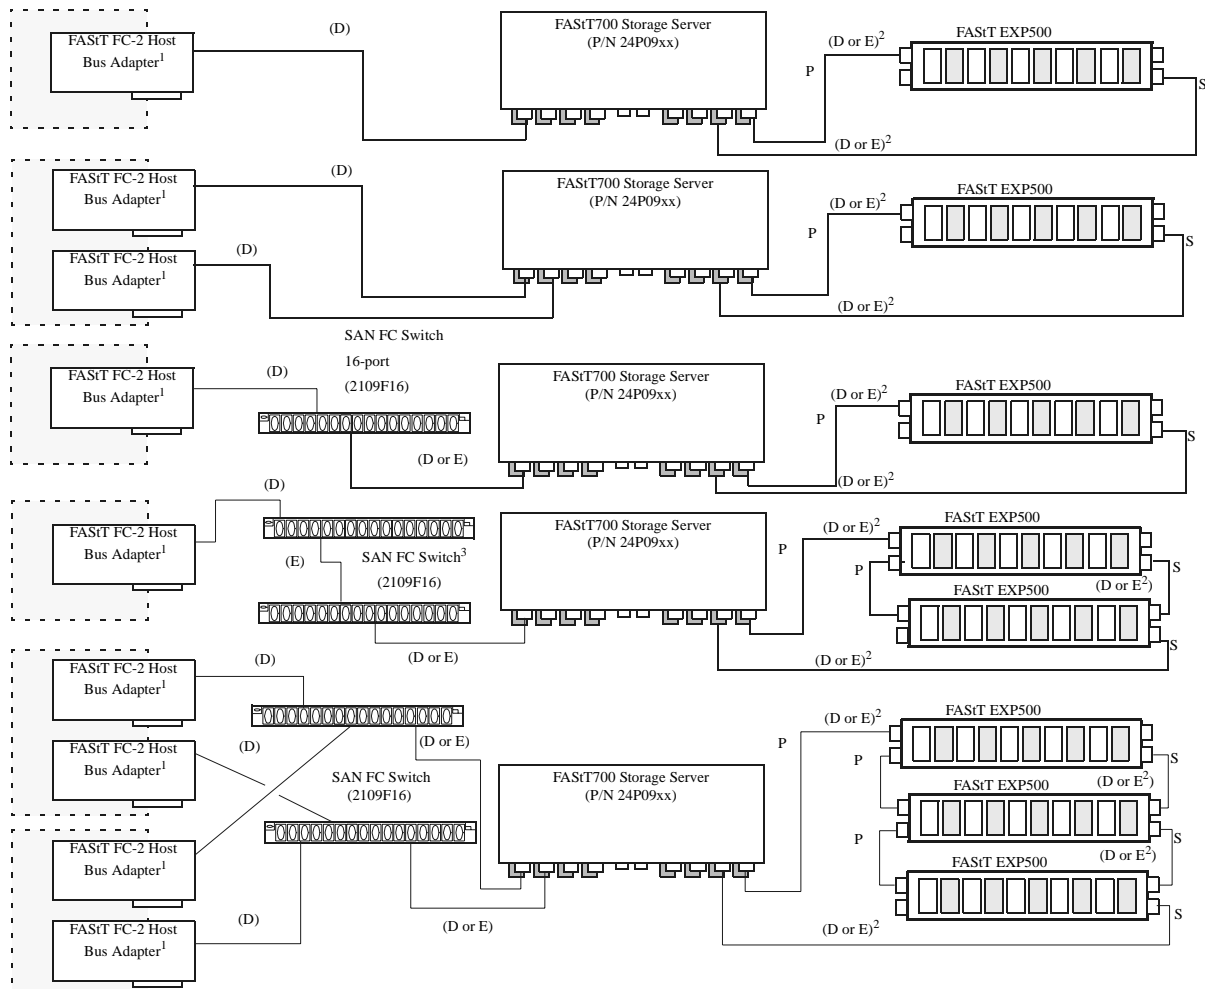 FAStT FC-2 Host
Bus Adapter1
(D)
FAStT700 Storage Server
(P/N 24P09xx)
(D or E)2
P
FAStT EXP500
S
(D or E)2
FAStT FC-2 Host
Bus Adapter1
(D)
FAStT FC-2 Host
Bus Adapter1
(D)
FAStT700 Storage Server
(P/N 24P09xx)
(D or E)2
P
FAStT EXP500
S
(D or E)2
SAN FC Switch
16-port
(2109F16)
FAStT FC-2 Host
Bus Adapter1
(D)
(D or E)
FAStT700 Storage Server
(P/N 24P09xx)
(D or E)2
P
FAStT EXP500
S
(D or E)2
FAStT FC-2 Host
Bus Adapter1
(D)
(E)
SAN FC Switch3
(2109F16)
(D or E)
FAStT700 Storage Server
(P/N 24P09xx)
(D or E)2
P
FAStT EXP500
P
S
(D or E2)
FAStT EXP500
S
(D or E)2
FAStT FC-2 Host
Bus Adapter1
(D)
FAStT FC-2 Host
Bus Adapter1
(D)
(D or E)
SAN FC Switch
(2109F16)
FAStT FC-2 Host
Bus Adapter1
FAStT FC-2 Host
Bus Adapter1
(D)
(D or E)
FAStT700 Storage Server
(P/N 24P09xx)
(D or E)2
P
FAStT EXP500
P
S
(D or E2)
FAStT EXP500
P
S
(D or E2)
FAStT EXP500
S
(D or E)2